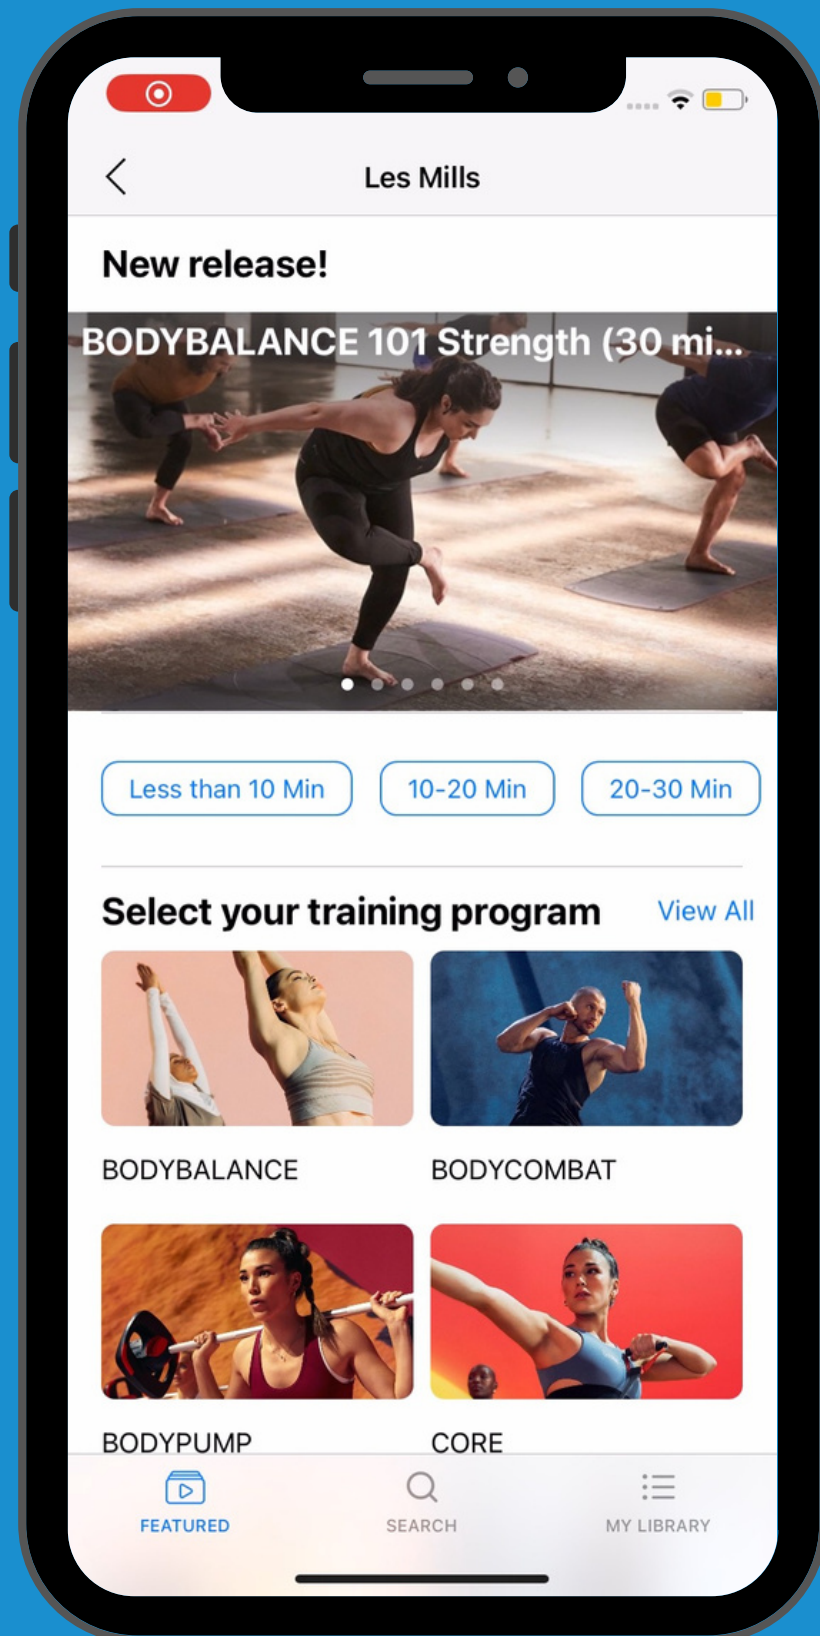 Les Mills
New release!
BODYBALANCE 101 Strength (30 mi...
Less than 10 Min
10-20 Min
20-30 Min
Select your training program
View All
BODYBALANCE
BODYCOMBAT
BODYPUMP
CORE
FEATURED
SEARCH
MY LIBRARY